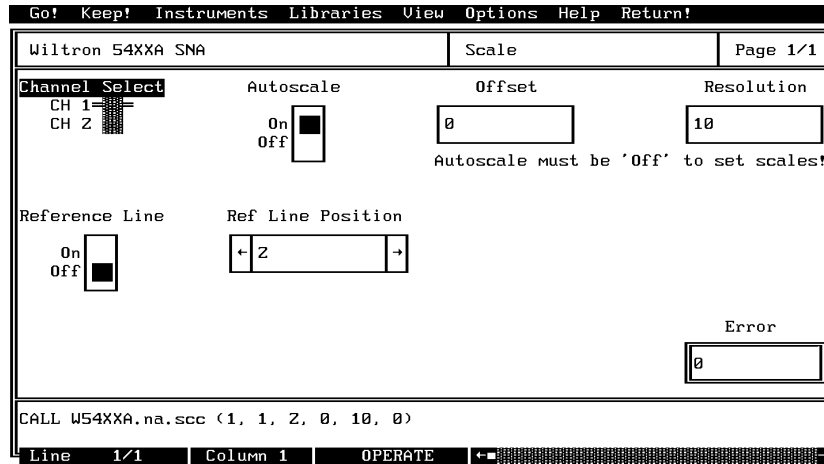 Go! Keep! Instruments Libraries View Options Help Return!
Wiltron 54XXA SNA Scale Page 1/1
Channel Select Autoscale Offset Resolution
CH 1
CH 2
On
Off
0
10
Autoscale must be 'Off' to set scales!
Reference Line Ref Line Position
On
Off
← 2 →
Error
0
CALL W54XXA.na.scc (1, 1, 2, 0, 10, 0)
Line 1/1 Column 1 OPERATE ←